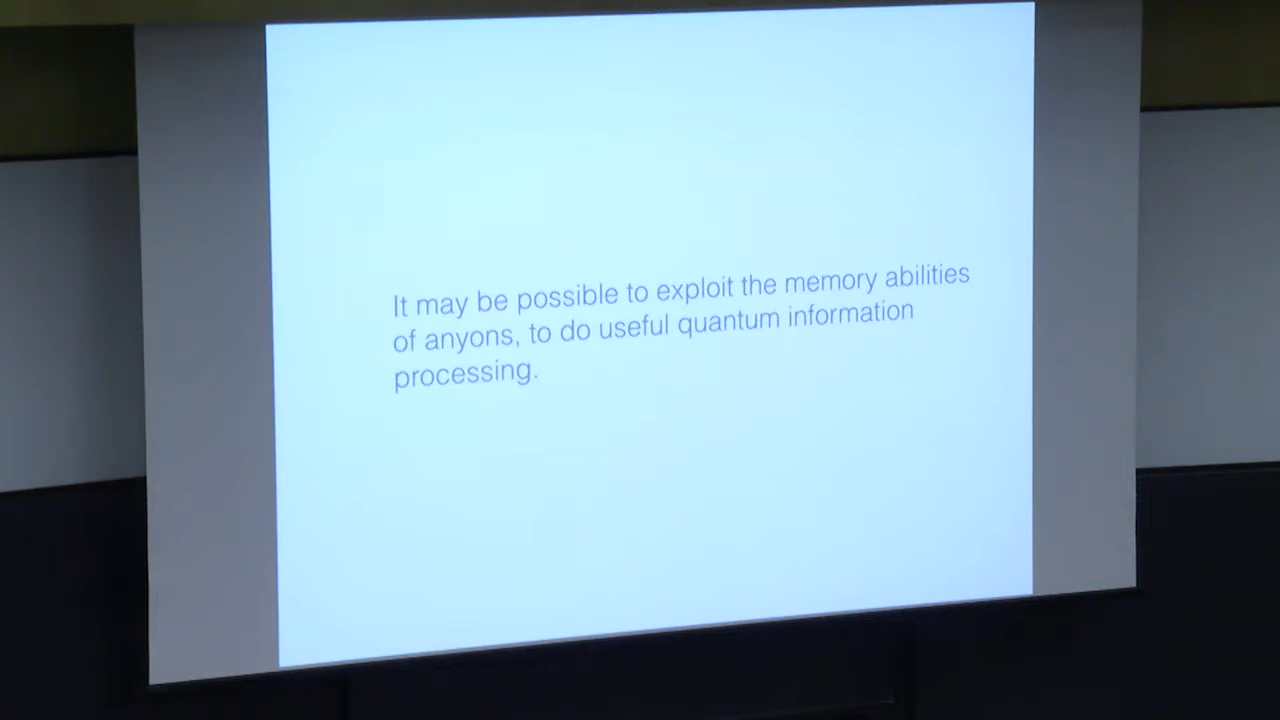 It may be possible to exploit the memory abilities
of anyons, to do useful quantum information
processing.